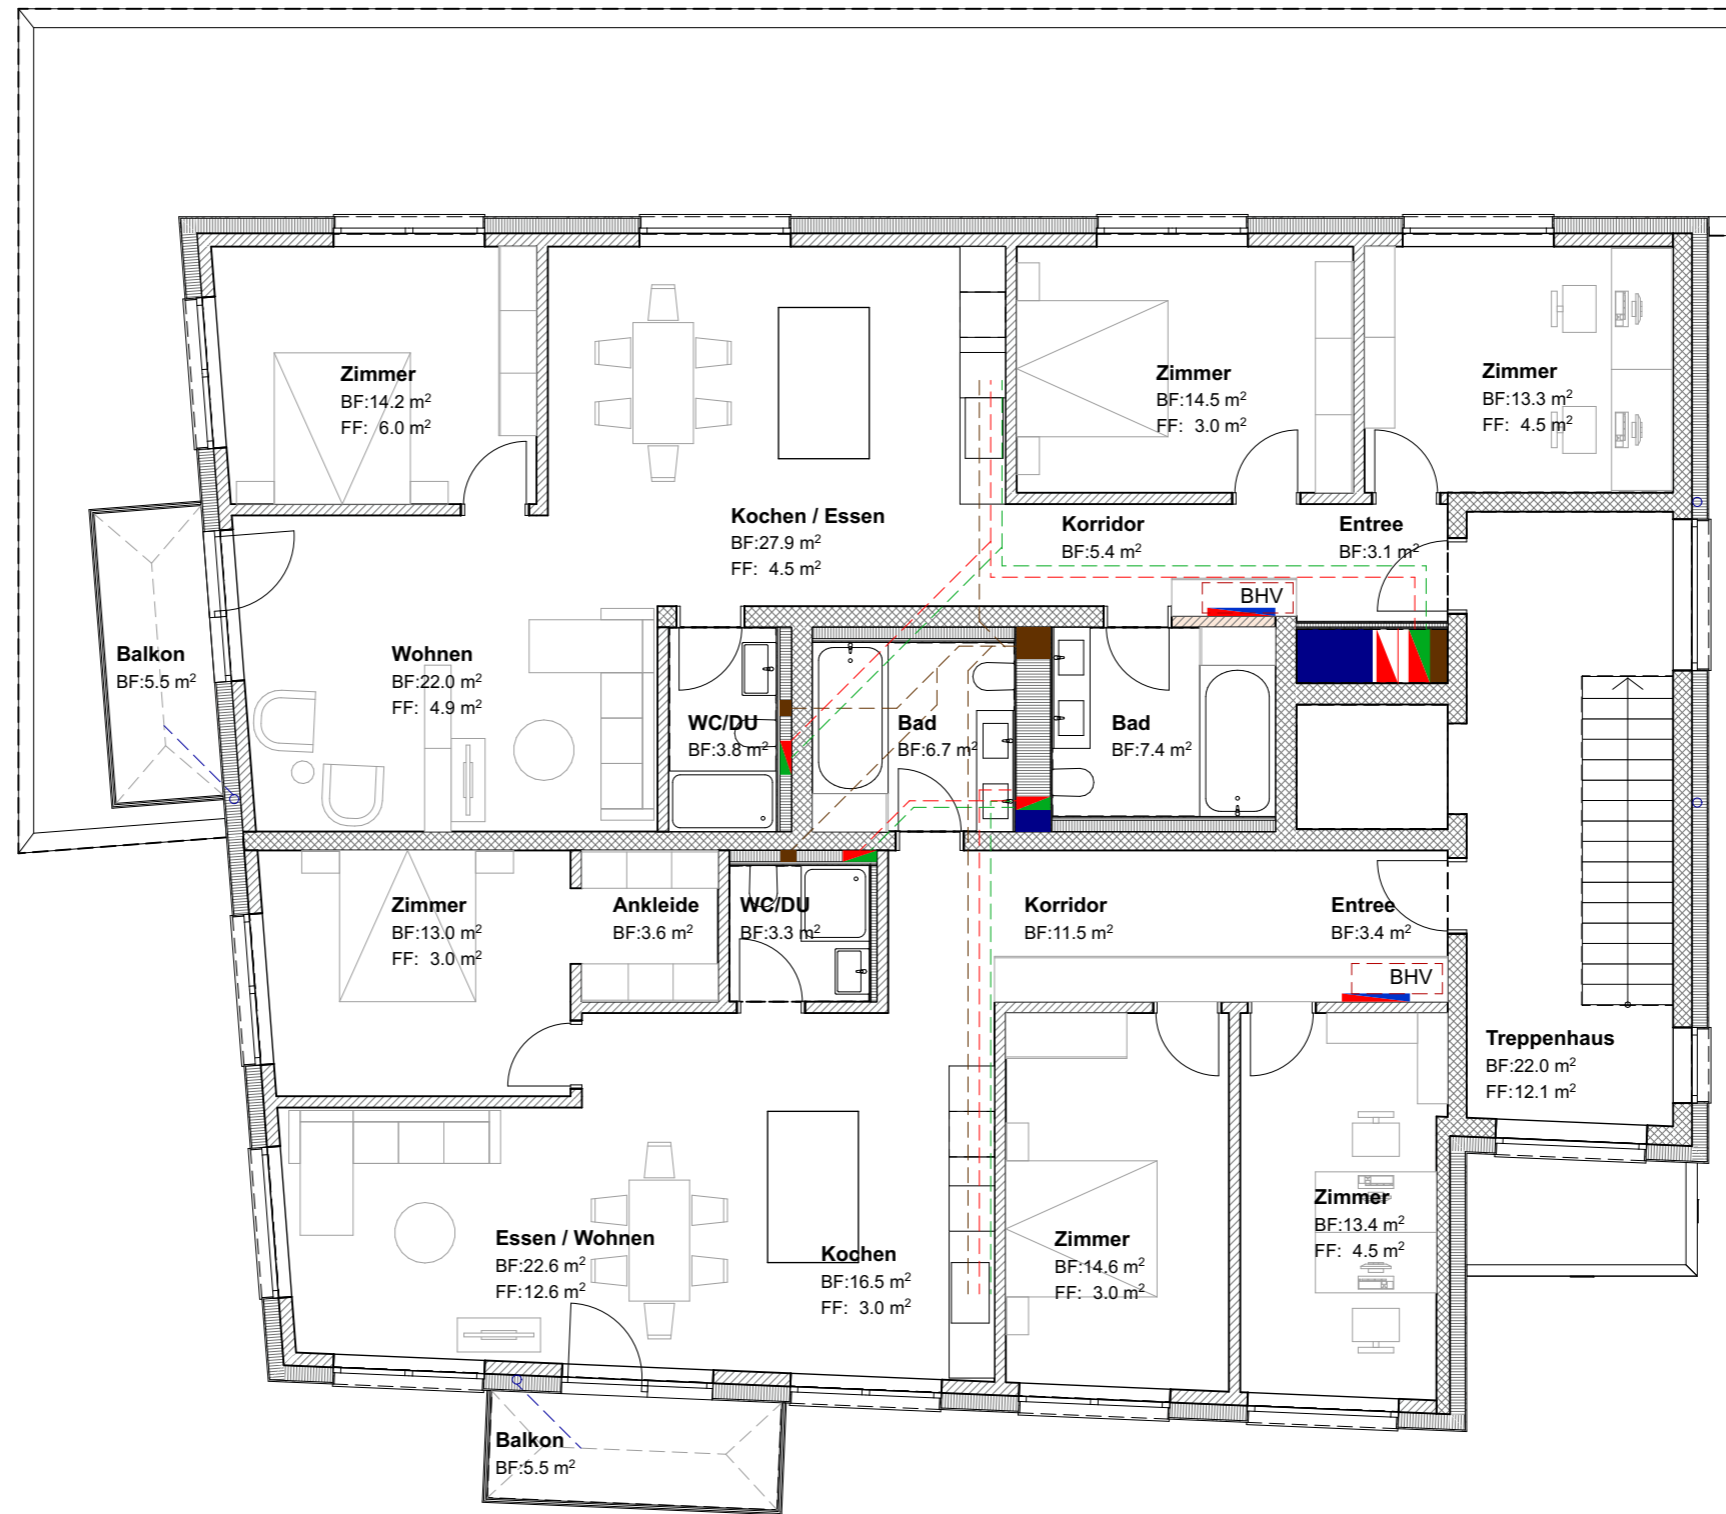 Zimmer
BF:14.2 m²
FF: 6.0 m²
Kochen / Essen
BF:27.9 m²
FF: 4.5 m²
Zimmer
BF:14.5 m²
FF: 3.0 m²
Zimmer
BF:13.3 m²
FF: 4.5 m²
Korridor
BF:5.4 m²
Entree
BF:3.1 m²
BHV
Balkon
BF:5.5 m²
Wohnen
BF:22.0 m²
FF: 4.9 m²
WC/DU
BF:3.8 m²
Bad
BF:6.7 m²
Bad
BF:7.4 m²
Zimmer
BF:13.0 m²
FF: 3.0 m²
Ankleide
BF:3.6 m²
WC/DU
BF:3.3 m²
Korridor
BF:11.5 m²
Entree
BF:3.4 m²
BHV
Treppenhaus
BF:22.0 m²
FF:12.1 m²
Essen / Wohnen
BF:22.6 m²
FF:12.6 m²
Kochen
BF:16.5 m²
FF: 3.0 m²
Zimmer
BF:14.6 m²
FF: 3.0 m²
Zimmer
BF:13.4 m²
FF: 4.5 m²
Balkon
BF:5.5 m²